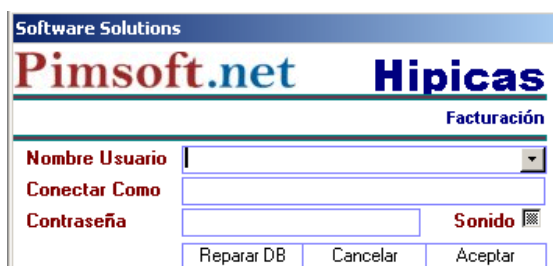 Software Solutions
Pimsoft.net Hipicas
Facturación
Nombre Usuario
Conectar Como
Contraseña Sonido
Reparar DB Cancelar Aceptar